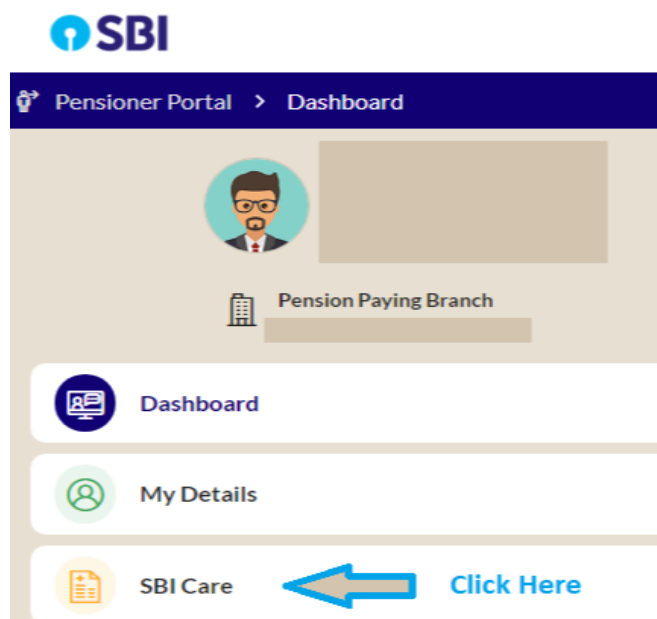 SBI
Pensioner Portal > Dashboard
Pension Paying Branch
Dashboard
My Details
SBI Care Click Here